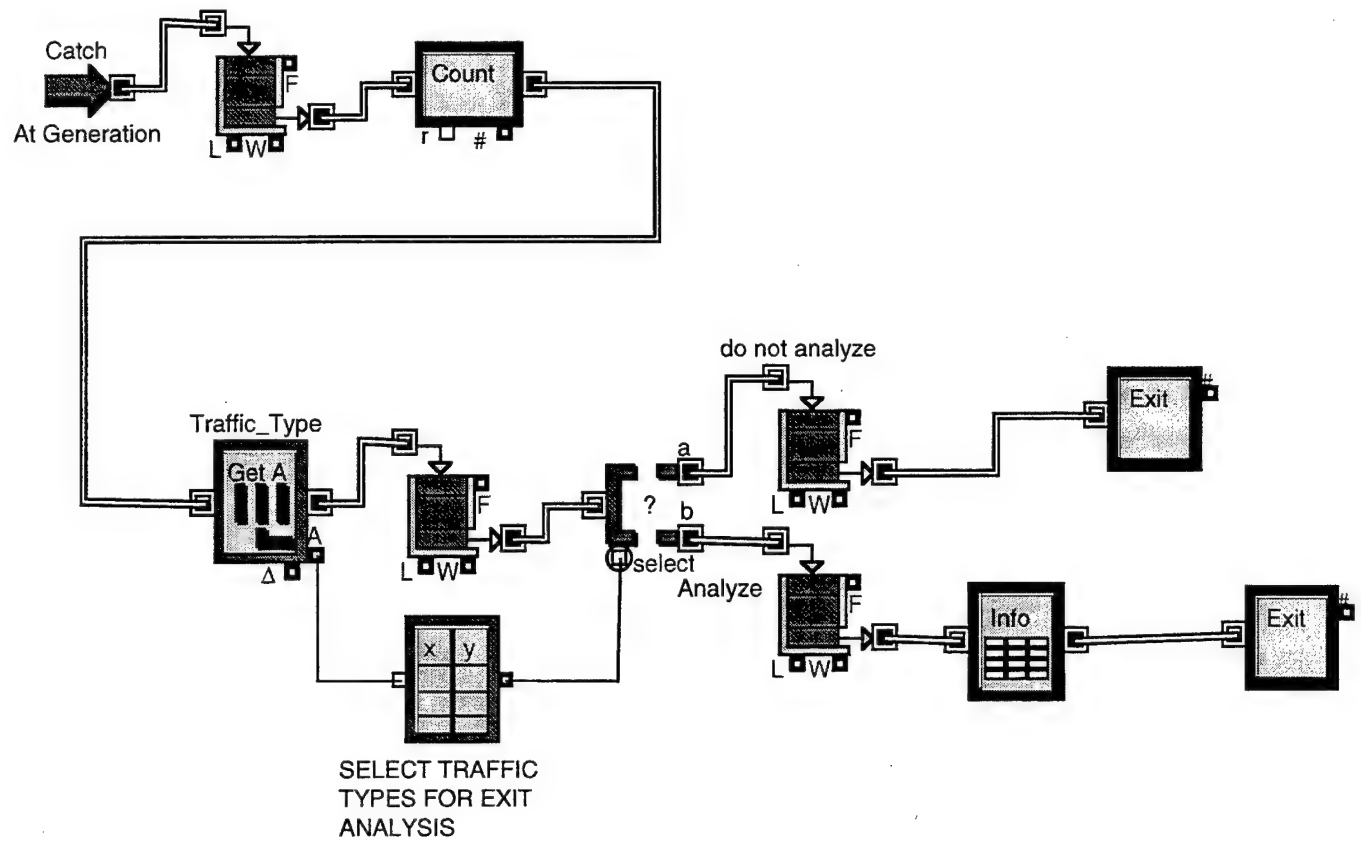 Catch
At Generation
F
L W
Count
r #
do not analyze
Traffic_Type
Get A
A
Δ
F
L W
a
?
b
select
Analyze
F
L W
Exit
#
F
L W
Info
Exit
#
x y
SELECT TRAFFIC
TYPES FOR EXIT
ANALYSIS